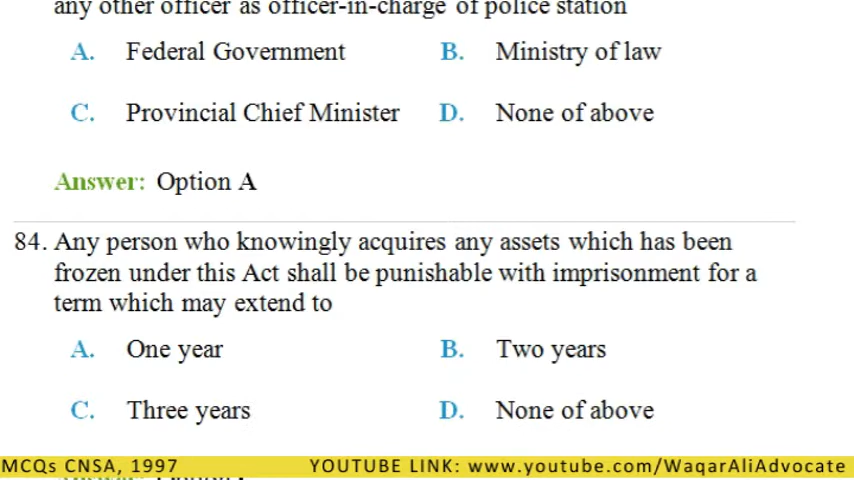 any other officer as officer-in-charge of police station
A. Federal Government B. Ministry of law
C. Provincial Chief Minister D. None of above
Answer: Option A
84. Any person who knowingly acquires any assets which has been
frozen under this Act shall be punishable with imprisonment for a
term which may extend to
A. One year B. Two years
C. Three years D. None of above
MCQs CNSA, 1997 YOUTUBE LINK: www.youtube.com/WaqarAliAdvocate